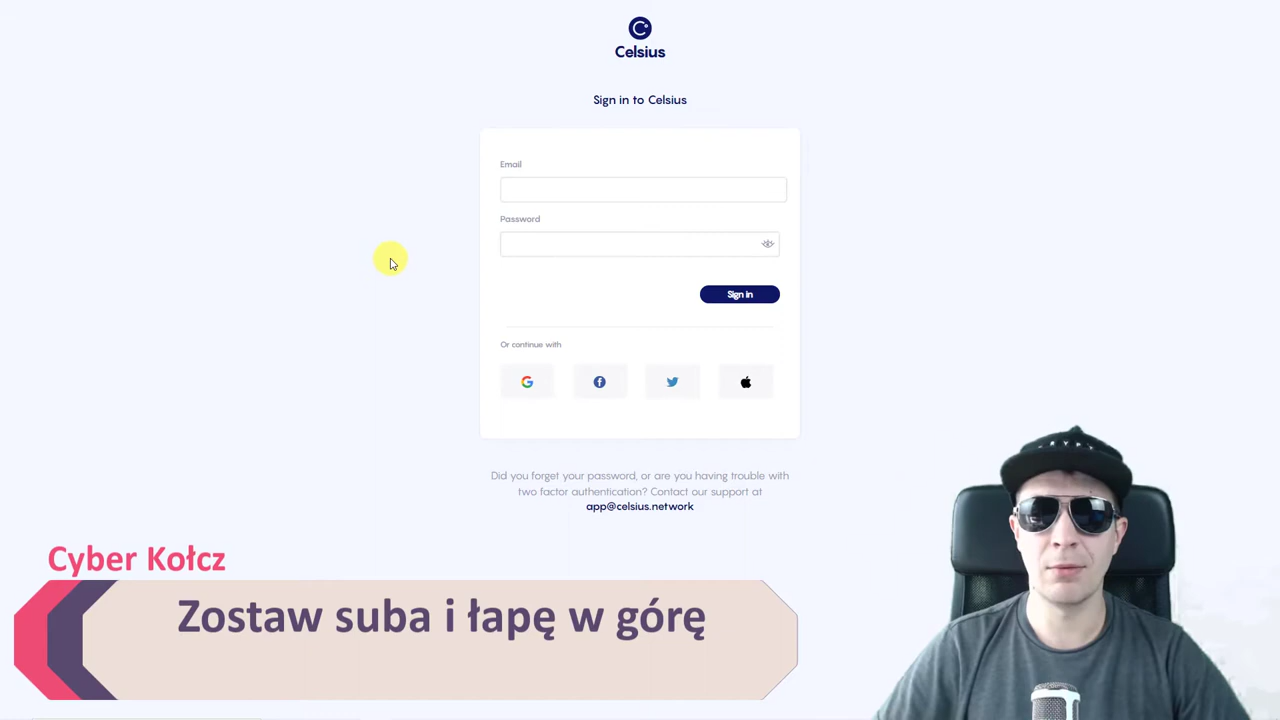 Celsius
Sign in to Celsius
Email
Password
Sign in
Or continue with
Did you forget your password, or are you having trouble with
two factor authentication? Contact our support at
app@celsius.network
Cyber Kołcz
Zostaw suba i łapę w górę